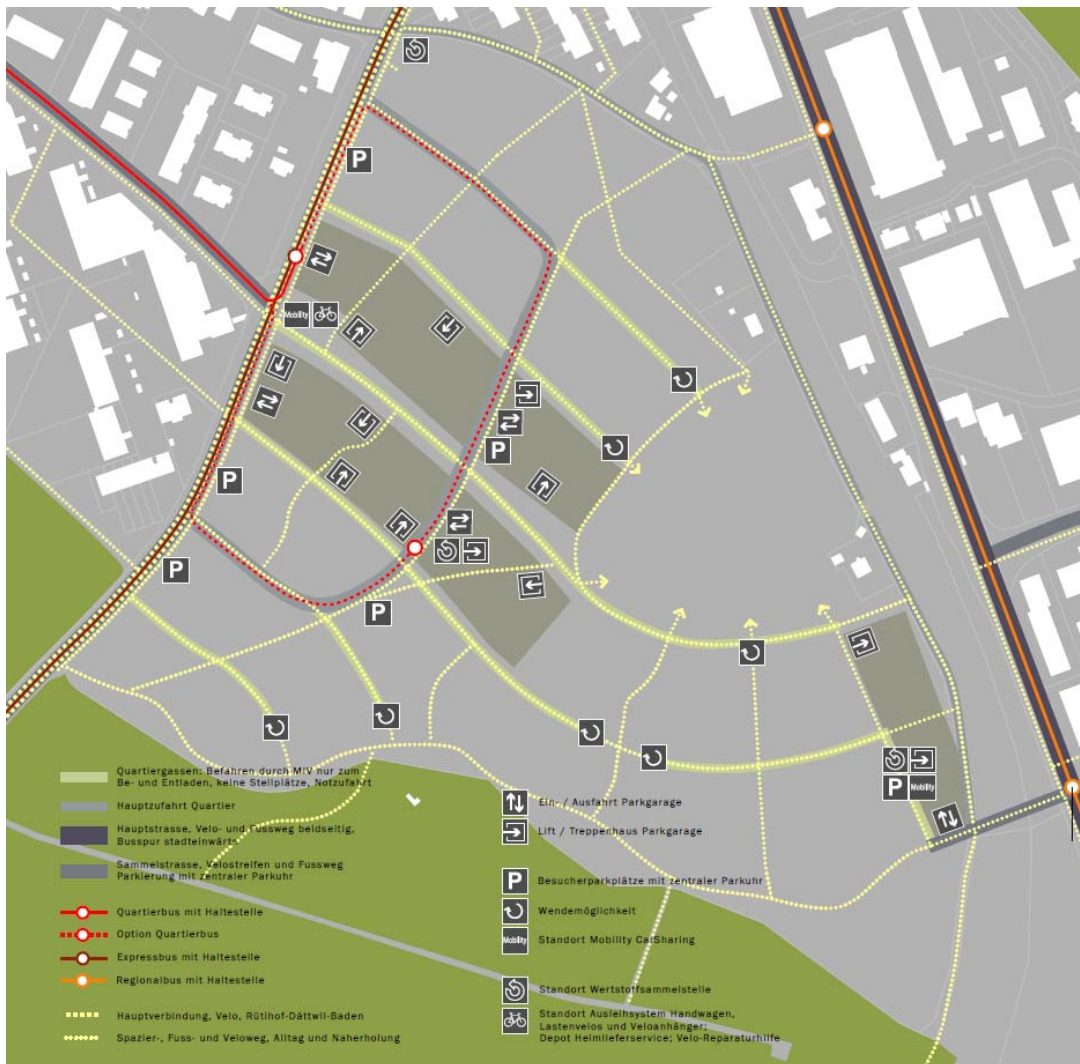 P
Mobility
P
P
P
P
P
P
Mobility
Quartiergassen: Befahren durch MIV nur zum
Be- und Entladen, keine Stellplätze, Notzufahrt
Hauptzufahrt Quartier
Hauptstrasse, Velo- und Fussweg beidseitig,
Busspur stadteinwärts
Sammelstrasse, Velostreifen und Fussweg
Parkierung mit zentraler Parkuhr
Quartierbus mit Haltestelle
Option Quartierbus
Expressbus mit Haltestelle
Regionalbus mit Haltestelle
Hauptverbindung, Velo, Rütihof-Dättwil-Baden
Spazier-, Fuss- und Veloweg, Alltag und Naherholung
Ein- / Ausfahrt Parkgarage
Lift / Treppenhaus Parkgarage
P Besucherparkplätze mit zentraler Parkuhr
Wendemöglichkeit
Mobility Standort Mobility CarSharing
Standort Wertstoffsammelstelle
Standort Ausleihsystem Handwagen,
Lastenvelos und Veloanhänger;
Depot Heimlieferservice; Velo-Reparaturhilfe